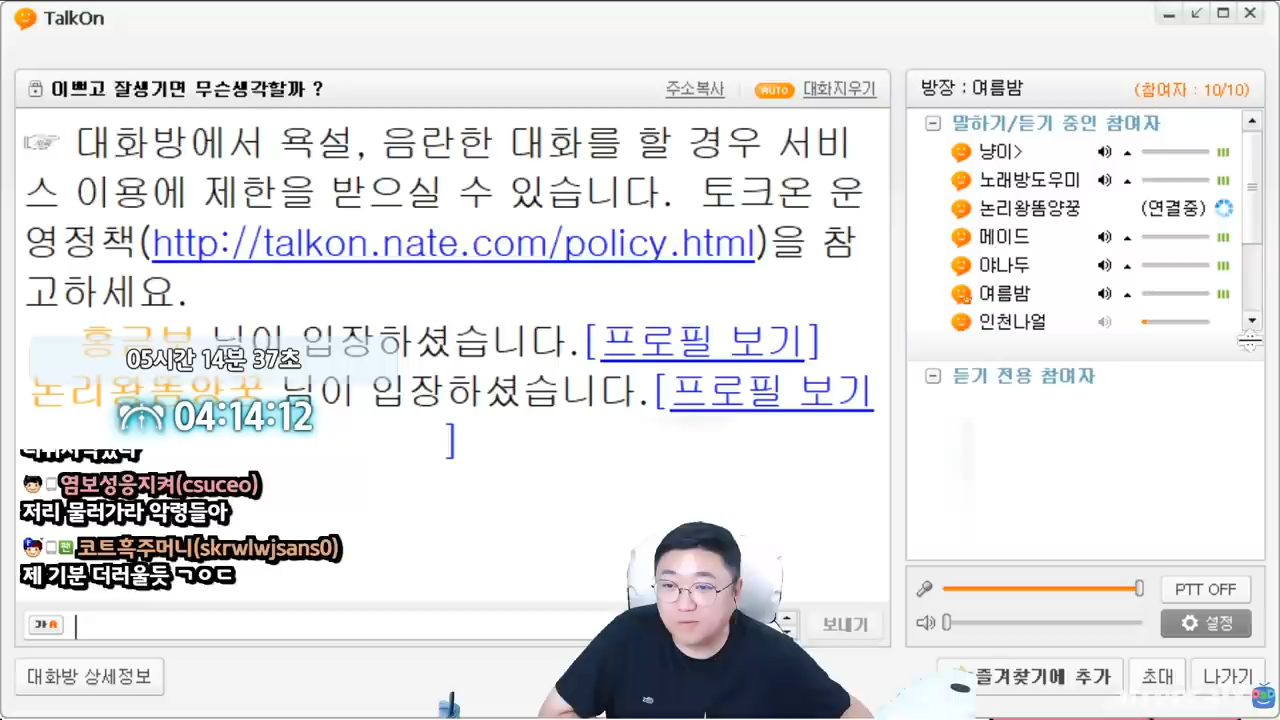 TalkOn
이쁘고 잘생기면 무슨생각할까 ?
주소복사
AUTO 대화지우기
☞ 대화방에서 욕설, 음란한 대화를 할 경우 서비
스 이용에 제한을 받으실 수 있습니다. 토크온 운
영정책(http://talkon.nate.com/policy.html)을 참
고하세요.
님이 입장하셨습니다.[프로필 보기]
05시간 14분 37초
논리왕똠양꿍 님이 입장하셨습니다.[프로필 보기
]
04:14:12
염보성응지켜(csuceo)
저리 물러가라 악령들아
코트흑주머니(skrwlwjsans0)
제 기분 더러울듯 ㄱㅇㄷ
가A
보내기
대화방 상세정보
방장 : 여름밤
(참여자 : 10/10)
말하기/듣기 중인 참여자
냥이>
노래방도우미
논리왕똠양꿍 (연결중)
메이드
야나두
여름밤
인천나얼
듣기 전용 참여자
PTT OFF
설정
즐겨찾기에 추가
초대
나가기